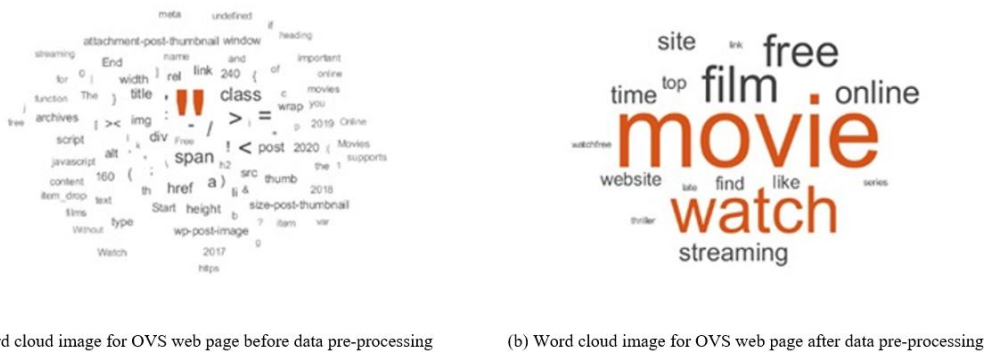 meta undefined if
attachment-post-thumbnail window heading
streaming End name and important
for 0 | width ] rel link 240 { of online
function The } title , " class c movies
j archives [ >< img : - / > ; = wrap you
free p 2019 Online
script div Free ! < post 2020 ( Movies
javascript alt span h2 the 1 supports
content 160 ( : a ) src thumb
item_drop text th href li & 2018
films Start height b size-post-thumbnail
Without type wp-post-image ? item var
g
Watch 2017
https
site link free
time top film online
movie
watchfree
website late find like series
thriller watch
streaming
rd cloud image for OVS web page before data pre-processing
(b) Word cloud image for OVS web page after data pre-processing